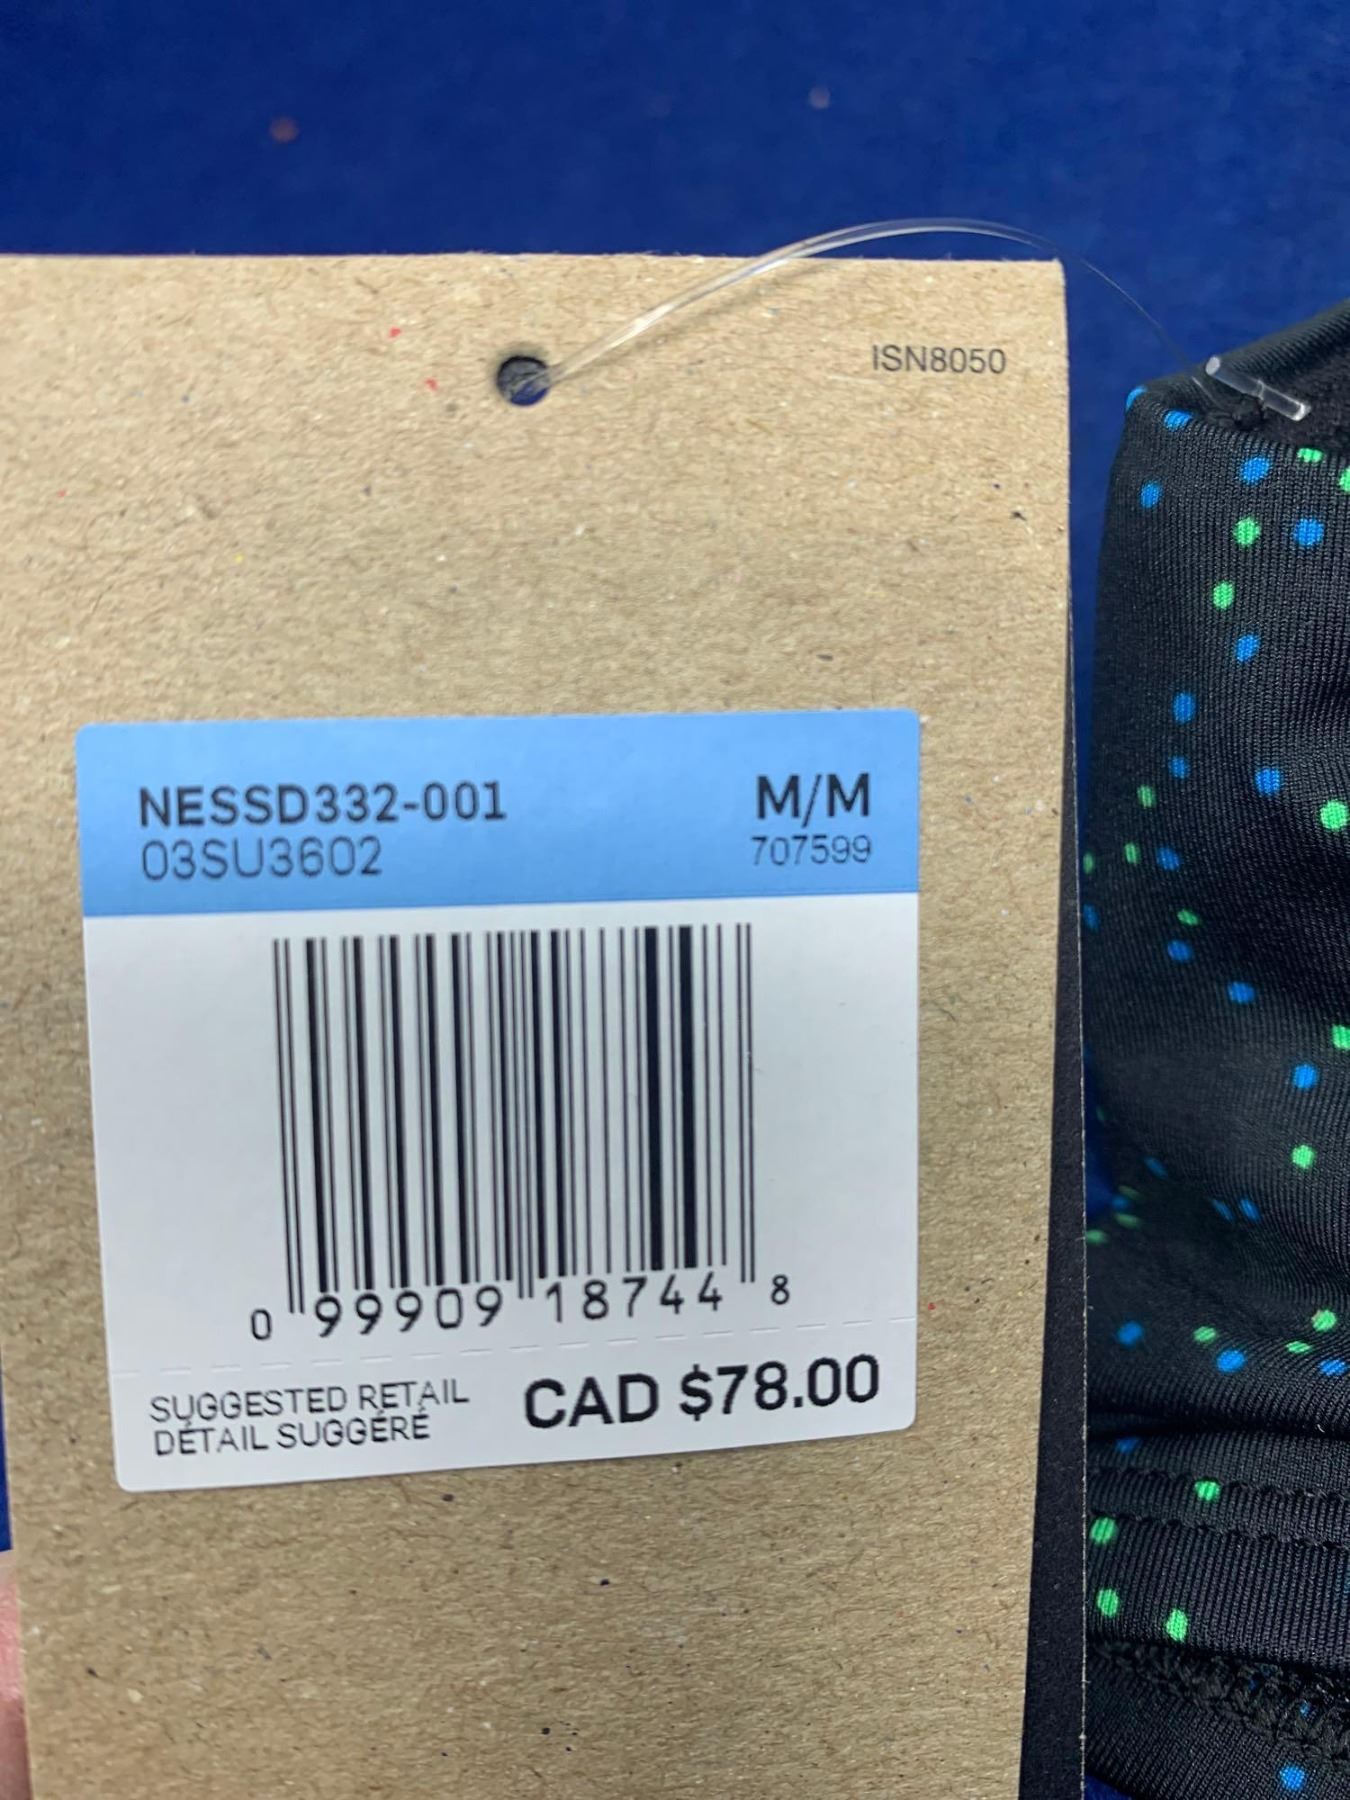 ISN8050
NESSD332-001 M/M
03SU3602 707599
0 99909 18744 8
SUGGESTED RETAIL CAD $78.00
DÉTAIL SUGGÉRÉ